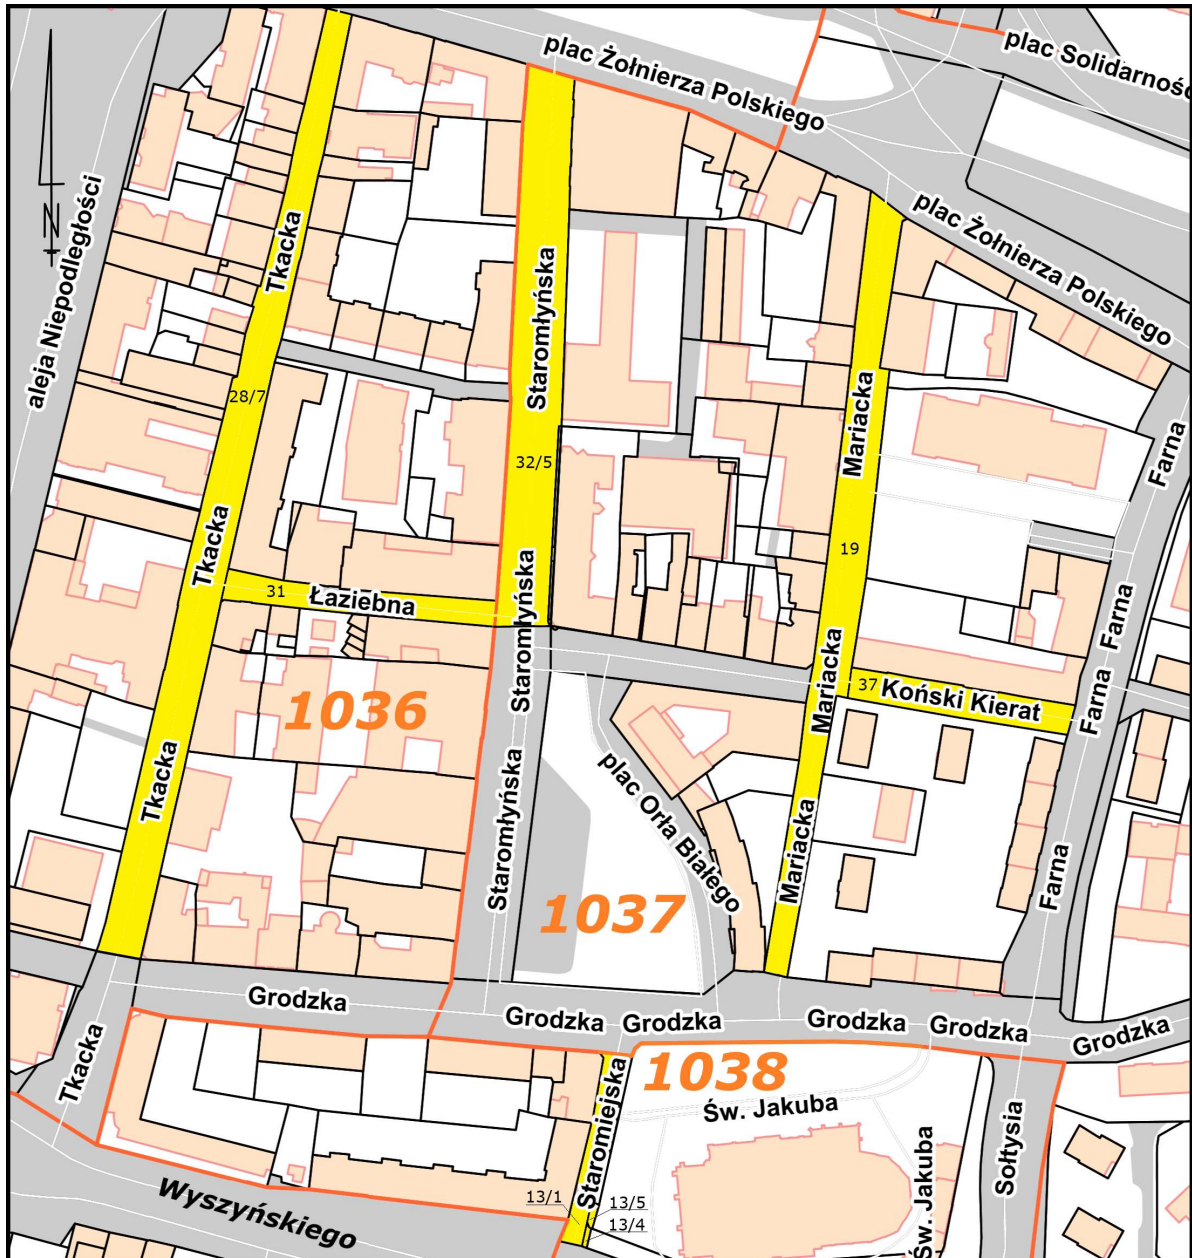 plac Żołnierza Polskiego
plac Solidarnośc
aleja Niepodległości
Tkacka
Staromłyńska
plac Żołnierza Polskiego
28/7
Mariacka
Farna
32/5
Tkacka
19
Staromłyńska
31
Łaziebna
Farna
Staromłyńska
1036
Mariacka
37
Koński Kierat
Farna
Tkacka
plac Orła Białego
Staromłyńska
Mariacka
Farna
1037
Grodzka
Grodzka
Grodzka
Grodzka
Grodzka
Grodzka
Tkacka
1038
Staromiejska
Św. Jakuba
Sołtysia
Św. Jakuba
Wyszyńskiego
13/1
13/5
13/4
N